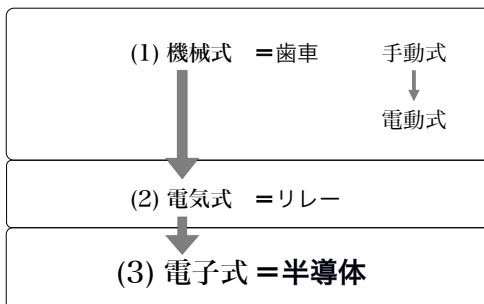 (1) 機械式 =歯車 手動式
電動式
(2) 電気式 =リレー
(3) 電子式 =半導体